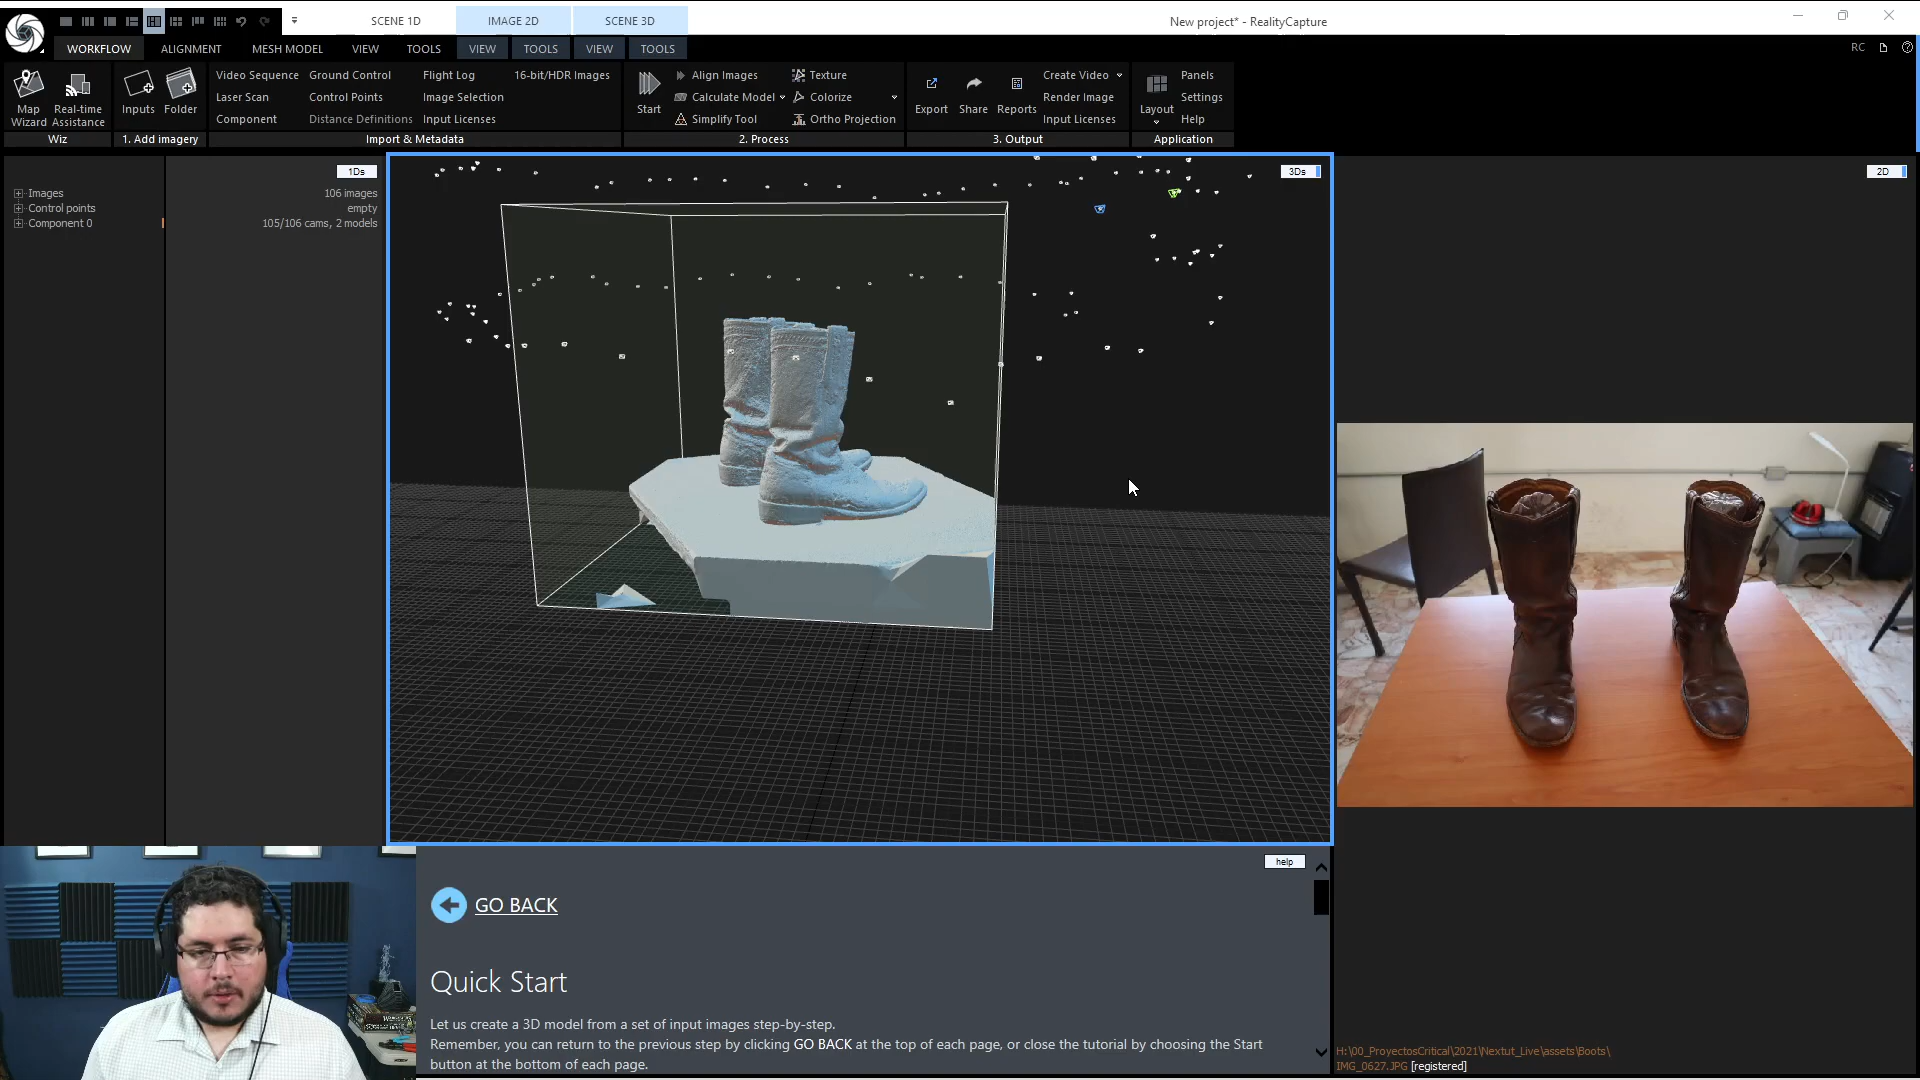 SCENE 1D IMAGE 2D SCENE 3D New project* - RealityCapture
WORKFLOW ALIGNMENT MESH MODEL VIEW TOOLS VIEW TOOLS VIEW TOOLS RC
Video Sequence Ground Control Flight Log 16-bit/HDR Images Align Images Texture Create Video Panels
Laser Scan Control Points Image Selection Calculate Model Colorize Render Image Settings
Map Wizard Real-time Assistance Inputs Folder Start Export Share Reports Layout
Component Distance Definitions Input Licenses Simplify Tool Ortho Projection Input Licenses Help
Wiz 1. Add imagery Import & Metadata 2. Process 3. Output Application
1Ds 3Ds 2D
Images 106 images
Control points empty
Component 0 105/106 cams, 2 models
help
GO BACK
Quick Start
Let us create a 3D model from a set of input images step-by-step.
Remember, you can return to the previous step by clicking GO BACK at the top of each page, or close the tutorial by choosing the Start
button at the bottom of each page.
H:\00_ProyectosCritical\2021\Nextut_Live\assets\Boots\
IMG_0627.JPG [registered]